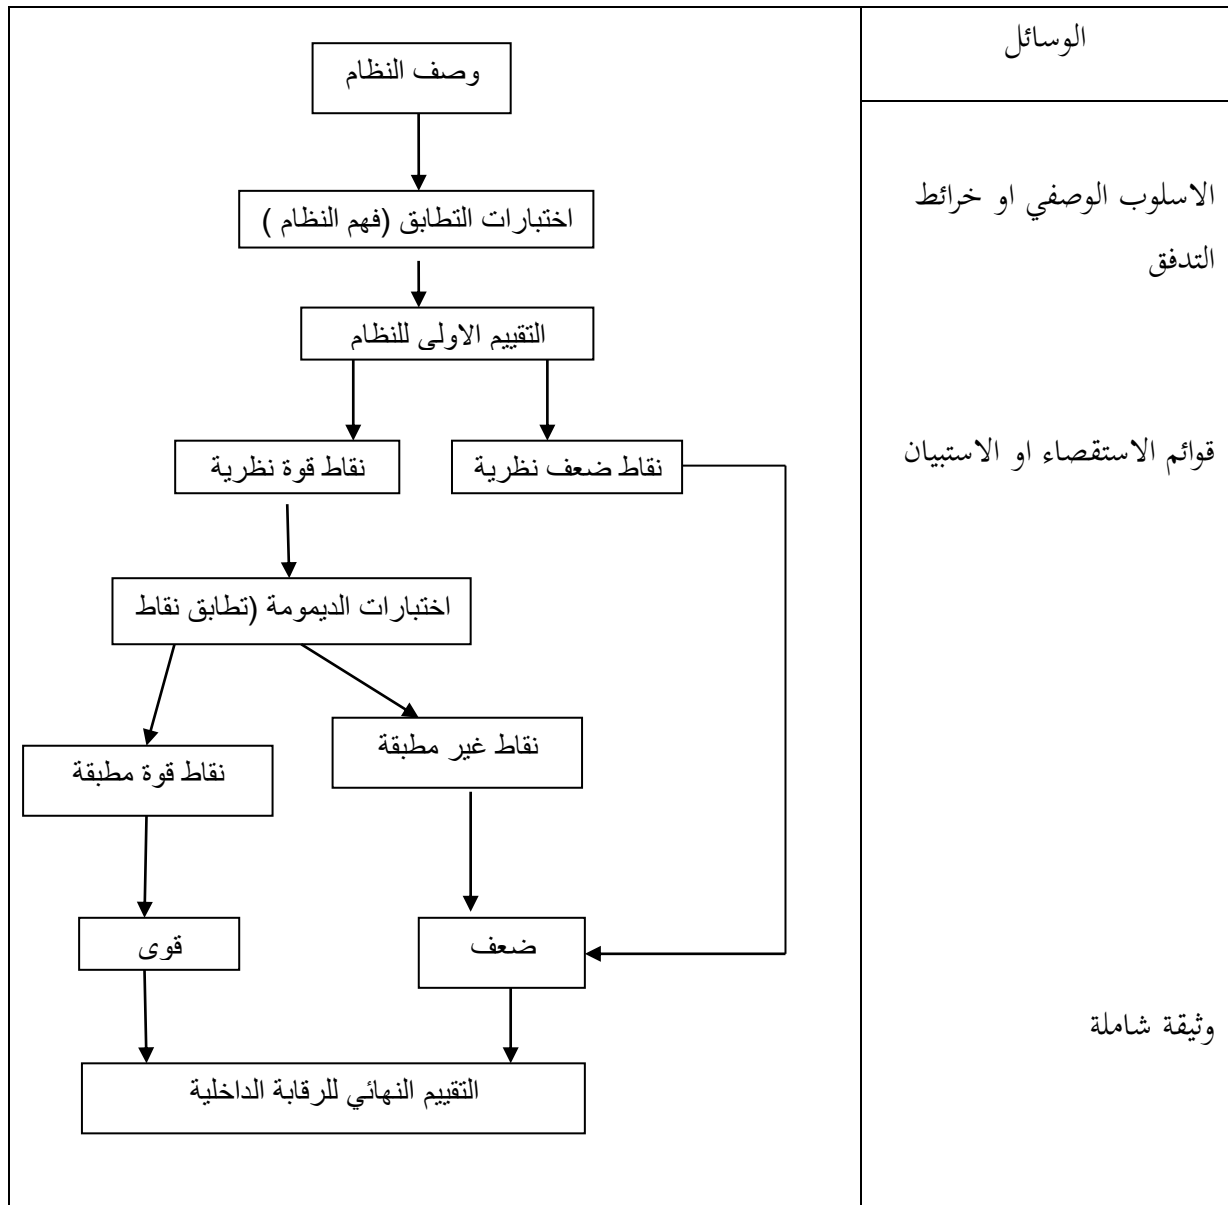 الوسائل
وصف النظام
الاسلوب الوصفي او خرائط
التدفق
اختبارات التطابق (فهم النظام )
التقييم الاولى للنظام
قوائم الاستقصاء او الاستبيان
نقاط ضعف نظرية
نقاط قوة نظرية
اختبارات الديمومة (تطابق نقاط
نقاط غير مطبقة
نقاط قوة مطبقة
ضعف
قوى
وثيقة شاملة
التقييم النهائي للرقابة الداخلية